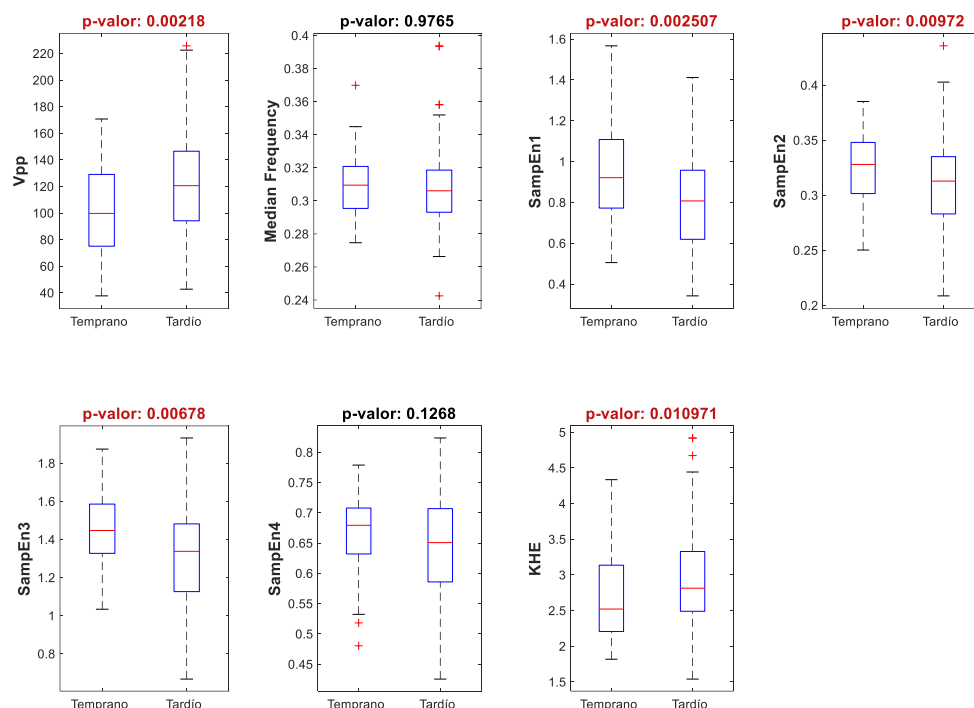 p-valor: 0.00218
Vpp
220
200
180
160
140
120
100
80
60
40
Temprano Tardío
p-valor: 0.9765
Median Frequency
0.4
0.38
0.36
0.34
0.32
0.3
0.28
0.26
0.24
Temprano Tardío
p-valor: 0.002507
SampEn1
1.6
1.4
1.2
1
0.8
0.6
0.4
Temprano Tardío
p-valor: 0.00972
SampEn2
0.4
0.35
0.3
0.25
0.2
Temprano Tardío
p-valor: 0.00678
SampEn3
1.8
1.6
1.4
1.2
1
0.8
Temprano Tardío
p-valor: 0.1268
SampEn4
0.8
0.75
0.7
0.65
0.6
0.55
0.5
0.45
Temprano Tardío
p-valor: 0.010971
KHE
5
4.5
4
3.5
3
2.5
2
1.5
Temprano Tardío